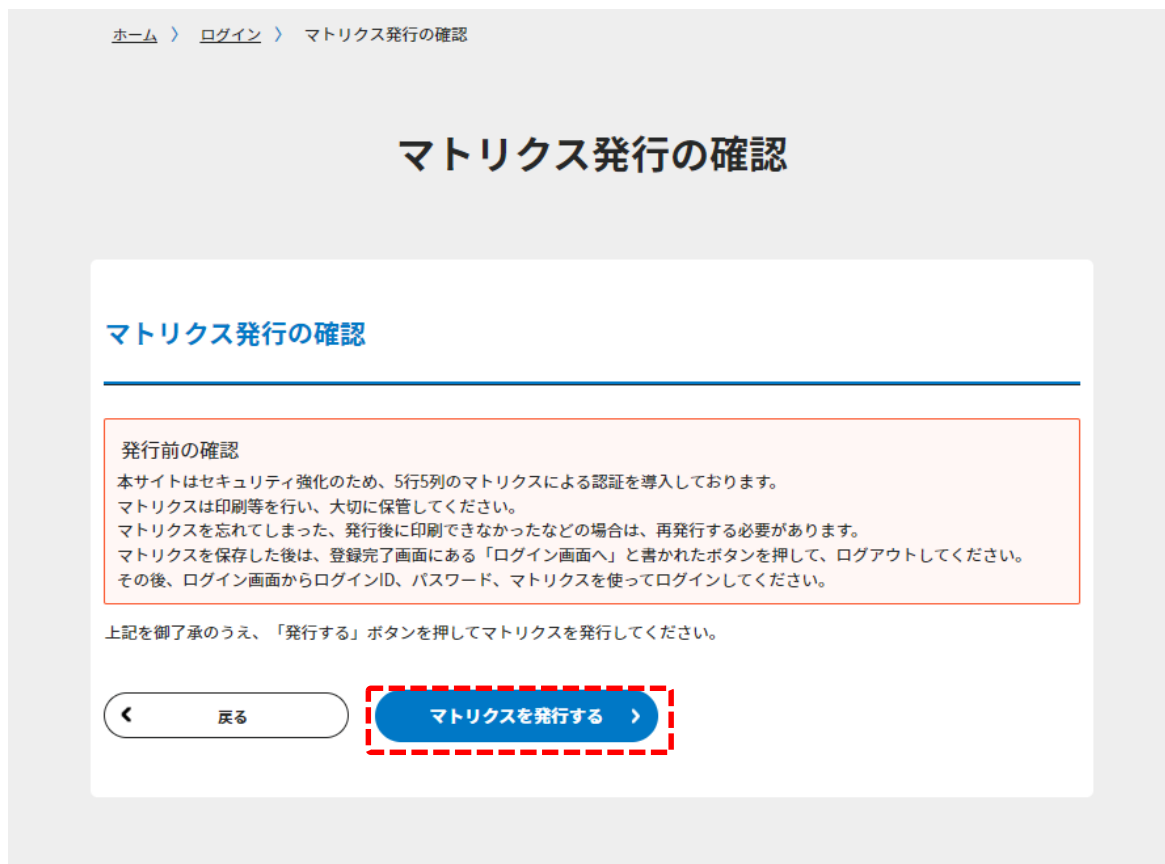 ホーム 〉 ログイン 〉 マトリクス発行の確認
マトリクス発行の確認
マトリクス発行の確認
発行前の確認
本サイトはセキュリティ強化のため、5行5列のマトリクスによる認証を導入しております。
マトリクスは印刷等を行い、大切に保管してください。
マトリクスを忘れてしまった、発行後に印刷できなかったなどの場合は、再発行する必要があります。
マトリクスを保存した後は、登録完了画面にある「ログイン画面へ」と書かれたボタンを押して、ログアウトしてください。
その後、ログイン画面からログインID、パスワード、マトリクスを使ってログインしてください。
上記を御了承のうえ、「発行する」ボタンを押してマトリクスを発行してください。
戻る マトリクスを発行する